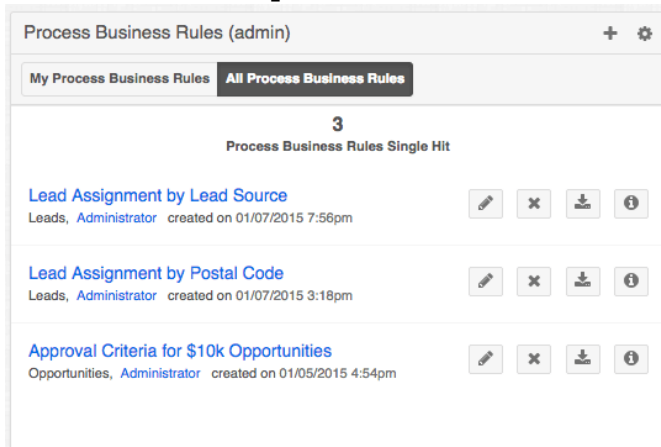 Process Business Rules (admin)
My Process Business Rules All Process Business Rules
3
Process Business Rules Single Hit
Lead Assignment by Lead Source
Leads, Administrator created on 01/07/2015 7:56pm
Lead Assignment by Postal Code
Leads, Administrator created on 01/07/2015 3:18pm
Approval Criteria for $10k Opportunities
Opportunities, Administrator created on 01/05/2015 4:54pm